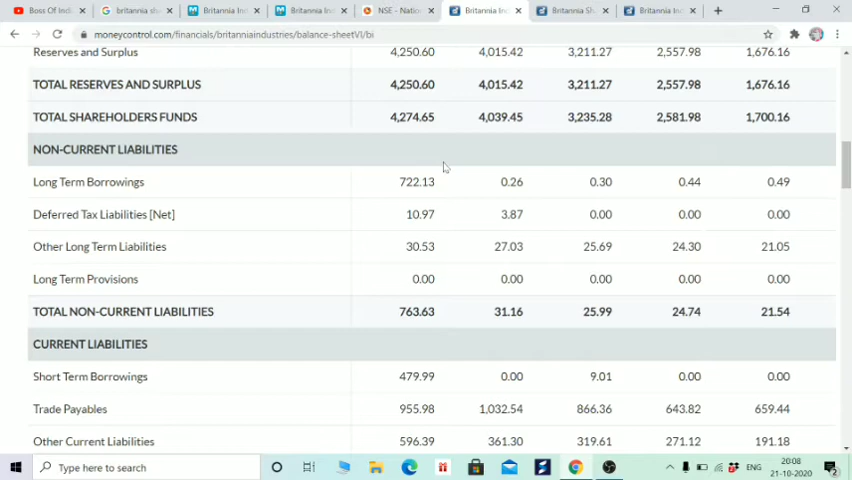 Boss Of Ind
britannia sha
Britannia Ind
Britannia Ind
NSE - Nation
Britannia Ind
Britannia Sh
Britannia Ind
moneycontrol.com/financials/britanniaindustries/balance-sheetVI/bi
Reserves and Surplus 4,250.60 4,015.42 3,211.27 2,557.98 1,676.16
TOTAL RESERVES AND SURPLUS 4,250.60 4,015.42 3,211.27 2,557.98 1,676.16
TOTAL SHAREHOLDERS FUNDS 4,274.65 4,039.45 3,235.28 2,581.98 1,700.16
NON-CURRENT LIABILITIES
Long Term Borrowings 722.13 0.26 0.30 0.44 0.49
Deferred Tax Liabilities [Net] 10.97 3.87 0.00 0.00 0.00
Other Long Term Liabilities 30.53 27.03 25.69 24.30 21.05
Long Term Provisions 0.00 0.00 0.00 0.00 0.00
TOTAL NON-CURRENT LIABILITIES 763.63 31.16 25.99 24.74 21.54
CURRENT LIABILITIES
Short Term Borrowings 479.99 0.00 9.01 0.00 0.00
Trade Payables 955.98 1,032.54 866.36 643.82 659.44
Other Current Liabilities 596.39 361.30 319.61 271.12 191.18
Type here to search
ENG
20:08
21-10-2020
2